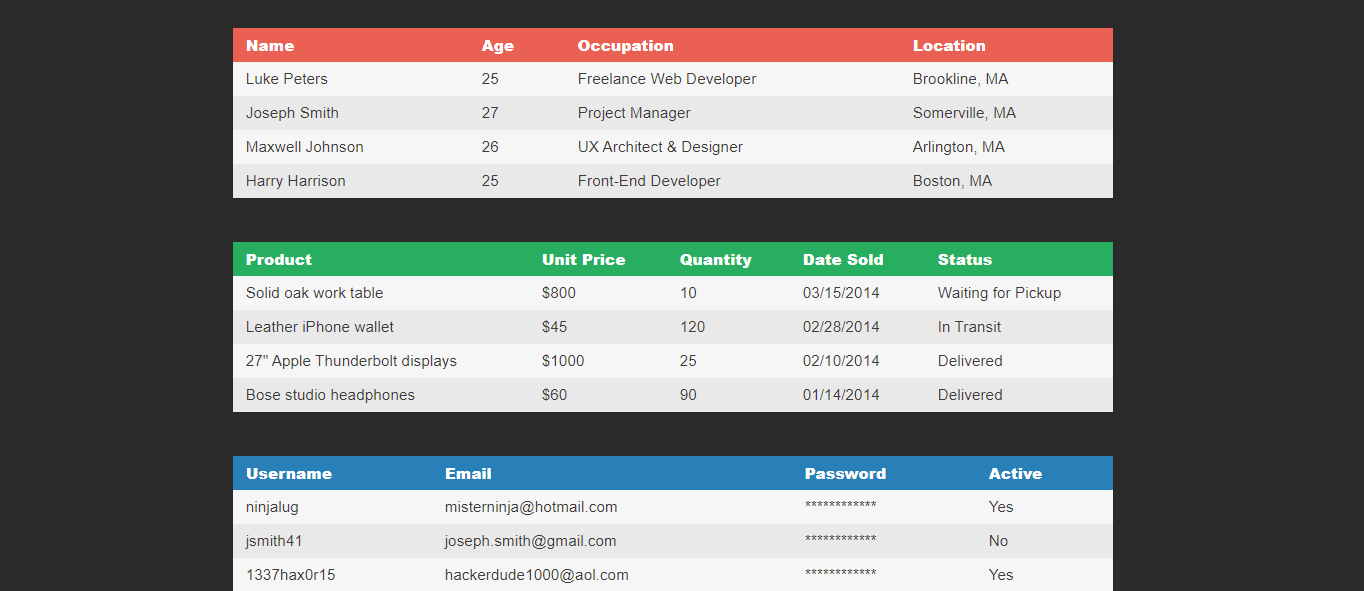 Name Age Occupation Location
Luke Peters 25 Freelance Web Developer Brookline, MA
Joseph Smith 27 Project Manager Somerville, MA
Maxwell Johnson 26 UX Architect & Designer Arlington, MA
Harry Harrison 25 Front-End Developer Boston, MA
Product Unit Price Quantity Date Sold Status
Solid oak work table $800 10 03/15/2014 Waiting for Pickup
Leather iPhone wallet $45 120 02/28/2014 In Transit
27" Apple Thunderbolt displays $1000 25 02/10/2014 Delivered
Bose studio headphones $60 90 01/14/2014 Delivered
Username Email Password Active
ninjalug misterninja@hotmail.com ************ Yes
jsmith41 joseph.smith@gmail.com ************ No
1337hax0r15 hackerdude1000@aol.com ************ Yes